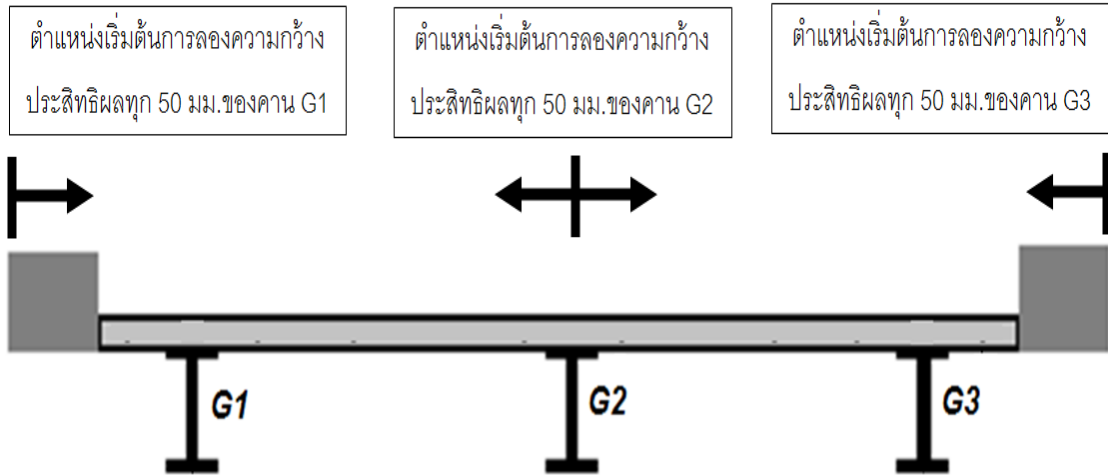 ตำแหน่งเริ่มต้นการลองความกว้าง
ประสิทธิผลทุก 50 มม.ของคาน G1
ตำแหน่งเริ่มต้นการลองความกว้าง
ประสิทธิผลทุก 50 มม.ของคาน G2
ตำแหน่งเริ่มต้นการลองความกว้าง
ประสิทธิผลทุก 50 มม.ของคาน G3
G1
G2
G3